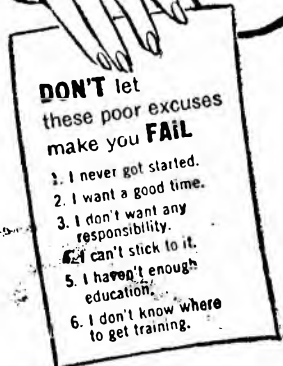 DON'T let
these poor excuses
make you FAIL
1. I never got started.
2. I want a good time.
3. I don't want any
responsibility.
4. I can't stick to it.
5. I haven't enough
education.
6. I don't know where
to get training.